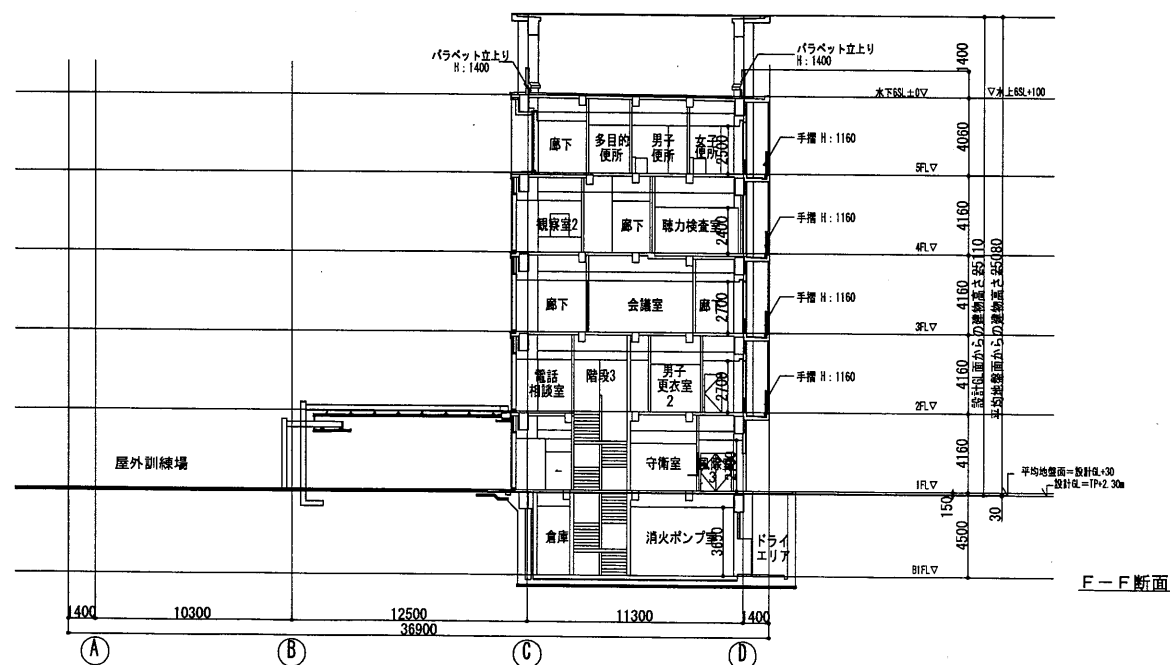 パラペット立上り
H：1400
パラペット立上り
H：1400
1400
水下6SL±0▽
▽水上6SL+100
廊下
多目的
便所
男子
便所
女子
便所
2500
手摺 H：1160
4060
5FL▽
観察室2
廊下
聴力検査室
2400
手摺 H：1160
4160
4FL▽
設計GL面からの建物高さ25110
平均地盤面からの建物高さ25080
廊下
会議室
廊下
2700
手摺 H：1160
4160
3FL▽
電話
相談室
階段3
男子
更衣室
2
2700
手摺 H：1160
4160
2FL▽
屋外訓練場
守衛室
風除室
3
4160
平均地盤面＝設計GL+30
設計GL＝TP+2.30m
1FL▽
150
30
倉庫
消火ポンプ室
3650
ドライ
エリア
4500
B1FL▽
F－F断面
1400
10300
12500
11300
1400
36900
A
B
C
D